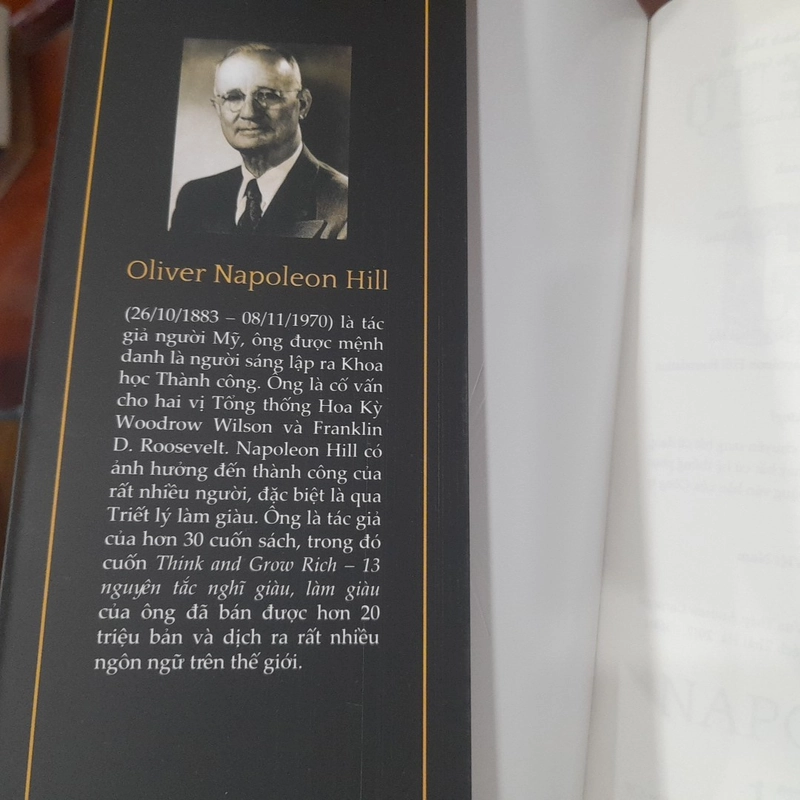 Oliver Napoleon Hill
(26/10/1883 – 08/11/1970) là tác
giả người Mỹ, ông được mệnh
danh là người sáng lập ra Khoa
học Thành công. Ông là cố vấn
cho hai vị Tổng thống Hoa Kỳ
Woodrow Wilson và Franklin
D. Roosevelt. Napoleon Hill có
ảnh hưởng đến thành công của
rất nhiều người, đặc biệt là qua
Triết lý làm giàu. Ông là tác giả
của hơn 30 cuốn sách, trong đó
cuốn Think and Grow Rich – 13
nguyên tắc nghĩ giàu, làm giàu
của ông đã bán được hơn 20
triệu bản và dịch ra rất nhiều
ngôn ngữ trên thế giới.